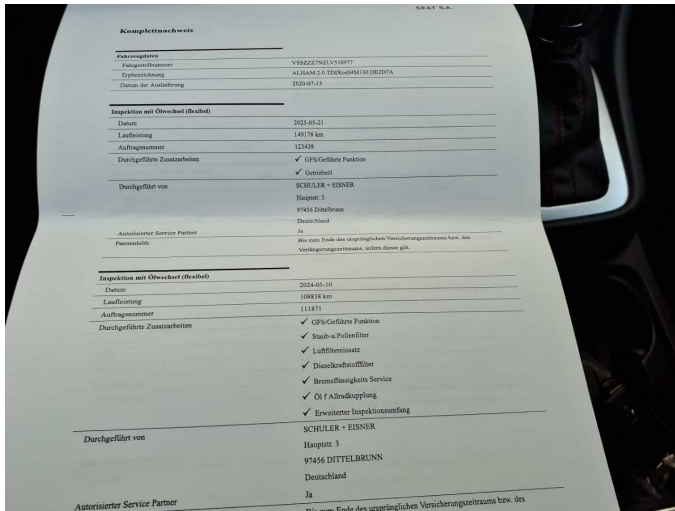 SEAT S.A.
Komplettnachweis
Fahrzeugdaten
Fahrgestellnummer VSSZZZ7NZLV510977
Typbezeichnung ALHAM 2.0 TDIXce04M130 DE2D7A
Datum der Auslieferung 2020-07-13
Inspektion mit Ölwechsel (flexibel)
Datum 2025-05-21
Laufleistung 149178 km
Auftragsnummer 123438
Durchgeführte Zusatzarbeiten ✓ GFS/Geführte Funktion
✓ Getriebeöl
Durchgeführt von SCHULER + EISNER
Hauptstr. 3
97456 Dittelbrunn
Deutschland
Autorisierter Service Partner Ja
Pannenhilfe Bis zum Ende des ursprünglichen Versicherungszeitraums bzw. des
Verlängerungszeitraums, sofern dieser gilt
Inspektion mit Ölwechsel (flexibel)
Datum 2024-05-10
Laufleistung 108838 km
Auftragsnummer 111871
Durchgeführte Zusatzarbeiten ✓ GFS/Geführte Funktion
✓ Staub-u.Pollenfilter
✓ Luftfiltereinsatz
✓ Dieselkraftstofffilter
✓ Bremsflüssigkeits Service
✓ Öl f Allradkupplung
✓ Erweiterter Inspektionsumfang
Durchgeführt von SCHULER + EISNER
Hauptstr. 3
97456 DITTELBRUNN
Deutschland
Autorisierter Service Partner Ja
Bis zum Ende des ursprünglichen Versicherungszeitraums bzw. des